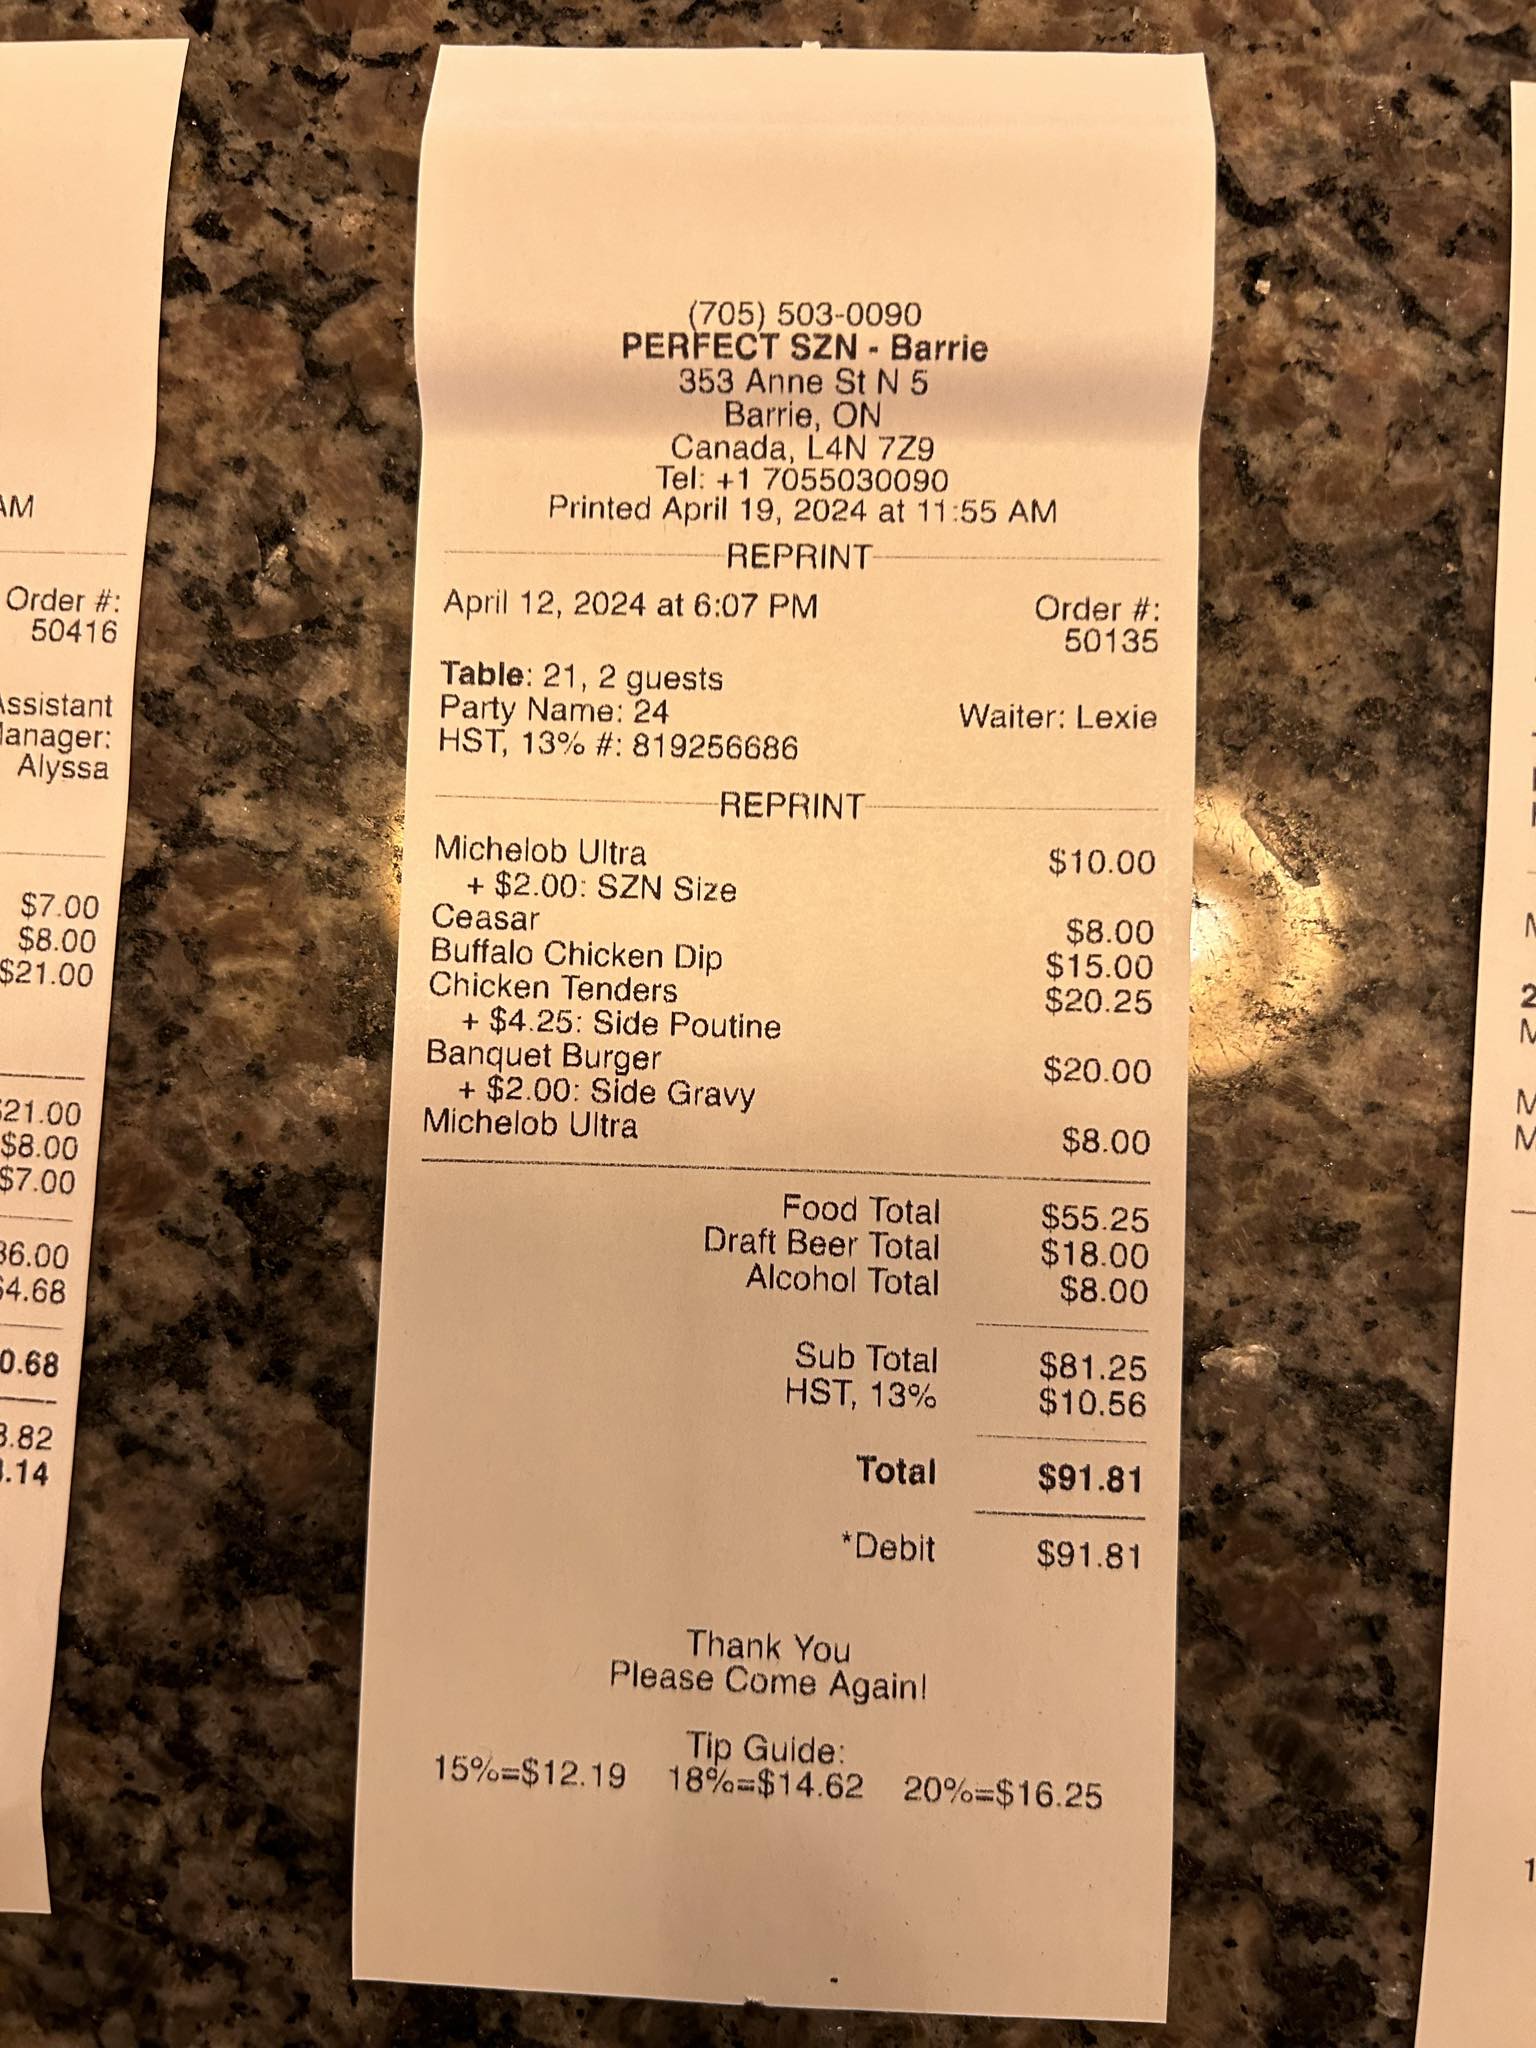 (705) 503-0090
PERFECT SZN - Barrie
353 Anne St N 5
Barrie, ON
Canada, L4N 7Z9
Tel: +1 7055030090
Printed April 19, 2024 at 11:55 AM
REPRINT
April 12, 2024 at 6:07 PM Order #:
50135
Table: 21, 2 guests
Party Name: 24 Waiter: Lexie
HST, 13% #: 819256686
REPRINT
Michelob Ultra $10.00
+ $2.00: SZN Size
Ceasar $8.00
Buffalo Chicken Dip $15.00
Chicken Tenders $20.25
+ $4.25: Side Poutine
Banquet Burger $20.00
+ $2.00: Side Gravy
Michelob Ultra $8.00
Food Total $55.25
Draft Beer Total $18.00
Alcohol Total $8.00
Sub Total $81.25
HST, 13% $10.56
Total $91.81
*Debit $91.81
Thank You
Please Come Again!
Tip Guide:
15%=$12.19 18%=$14.62 20%=$16.25
AM
Order #:
50416
Assistant
Manager:
Alyssa
$7.00
$8.00
$21.00
$21.00
$8.00
$7.00
36.00
$4.68
0.68
3.82
.14